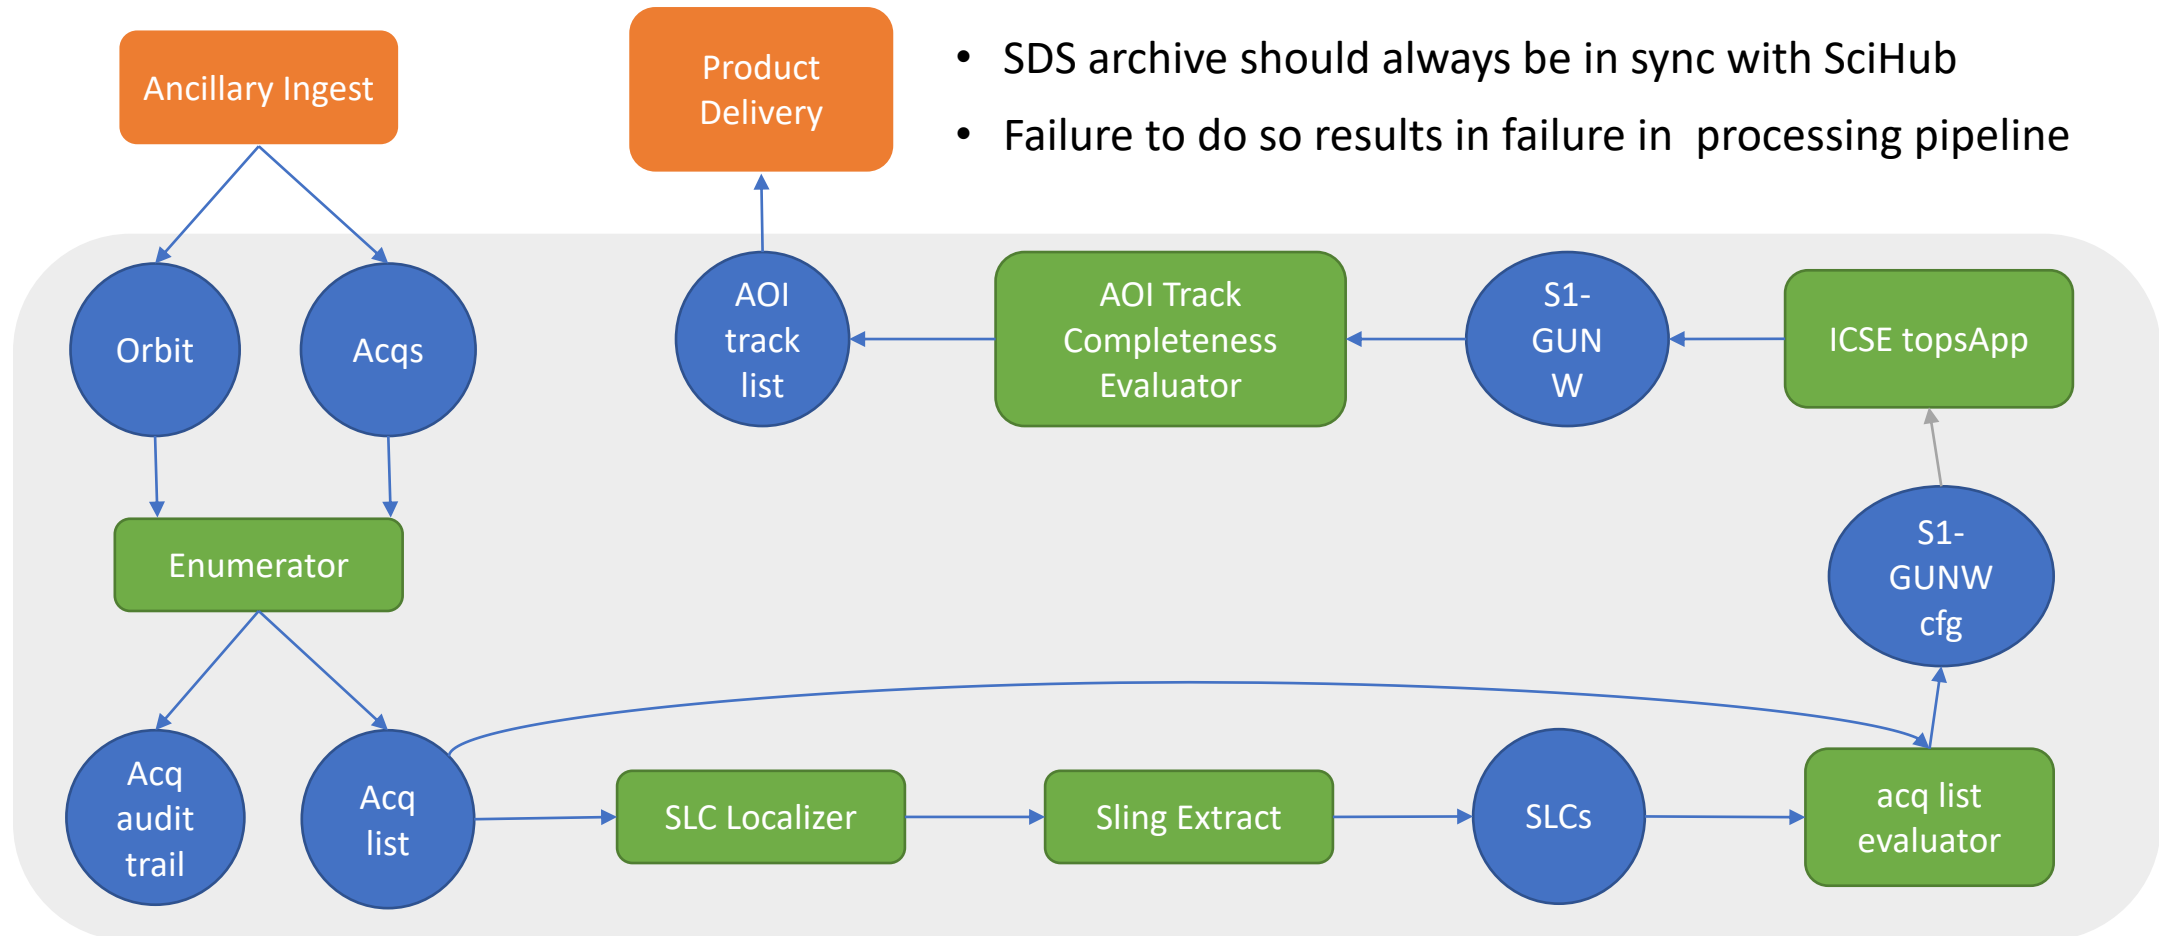 Ancillary Ingest
Product
Delivery
• SDS archive should always be in sync with SciHub
• Failure to do so results in failure in  processing pipeline
Orbit
Acqs
AOI
track
list
AOI Track
Completeness
Evaluator
S1-
GUN
W
ICSE topsApp
Enumerator
S1-
GUNW
cfg
Acq
audit
trail
Acq
list
SLC Localizer
Sling Extract
SLCs
acq list
evaluator